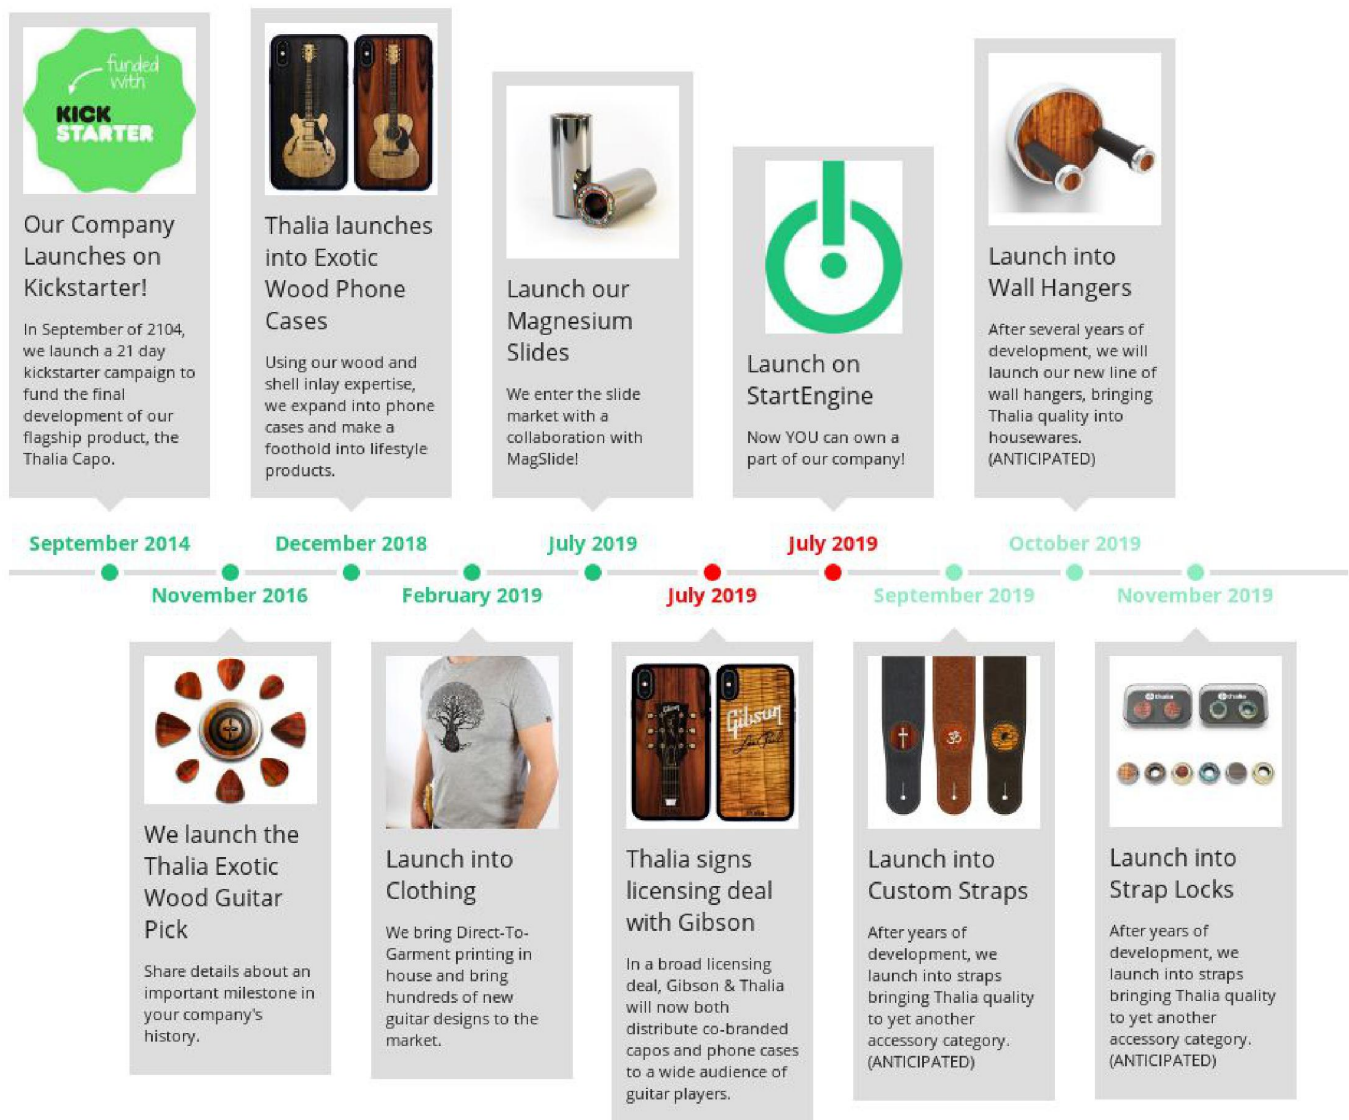 funded
with
KICK
STARTER
Our Company
Launches on
Kickstarter!
In September of 2104,
we launch a 21 day
kickstarter campaign to
fund the final
development of our
flagship product, the
Thalia Capo.
Thalia launches
into Exotic
Wood Phone
Cases
Using our wood and
shell inlay expertise,
we expand into phone
cases and make a
foothold into lifestyle
products.
Launch our
Magnesium
Slides
We enter the slide
market with a
collaboration with
MagSlide!
Launch on
StartEngine
Now YOU can own a
part of our company!
Launch into
Wall Hangers
After several years of
development, we will
launch our new line of
wall hangers, bringing
Thalia quality into
housewares.
(ANTICIPATED)
September 2014
December 2018
July 2019
July 2019
October 2019
November 2016
February 2019
July 2019
September 2019
November 2019
We launch the
Thalia Exotic
Wood Guitar
Pick
Share details about an
important milestone in
your company's
history.
Launch into
Clothing
We bring Direct-To-
Garment printing in
house and bring
hundreds of new
guitar designs to the
market.
Gibson
Gibson
Les Paul
Thalia
Thalia signs
licensing deal
with Gibson
In a broad licensing
deal, Gibson & Thalia
will now both
distribute co-branded
capos and phone cases
to a wide audience of
guitar players.
ॐ
Launch into
Custom Straps
After years of
development, we
launch into straps
bringing Thalia quality
to yet another
accessory category.
(ANTICIPATED)
thalia
thalia
Launch into
Strap Locks
After years of
development, we
launch into straps
bringing Thalia quality
to yet another
accessory category.
(ANTICIPATED)